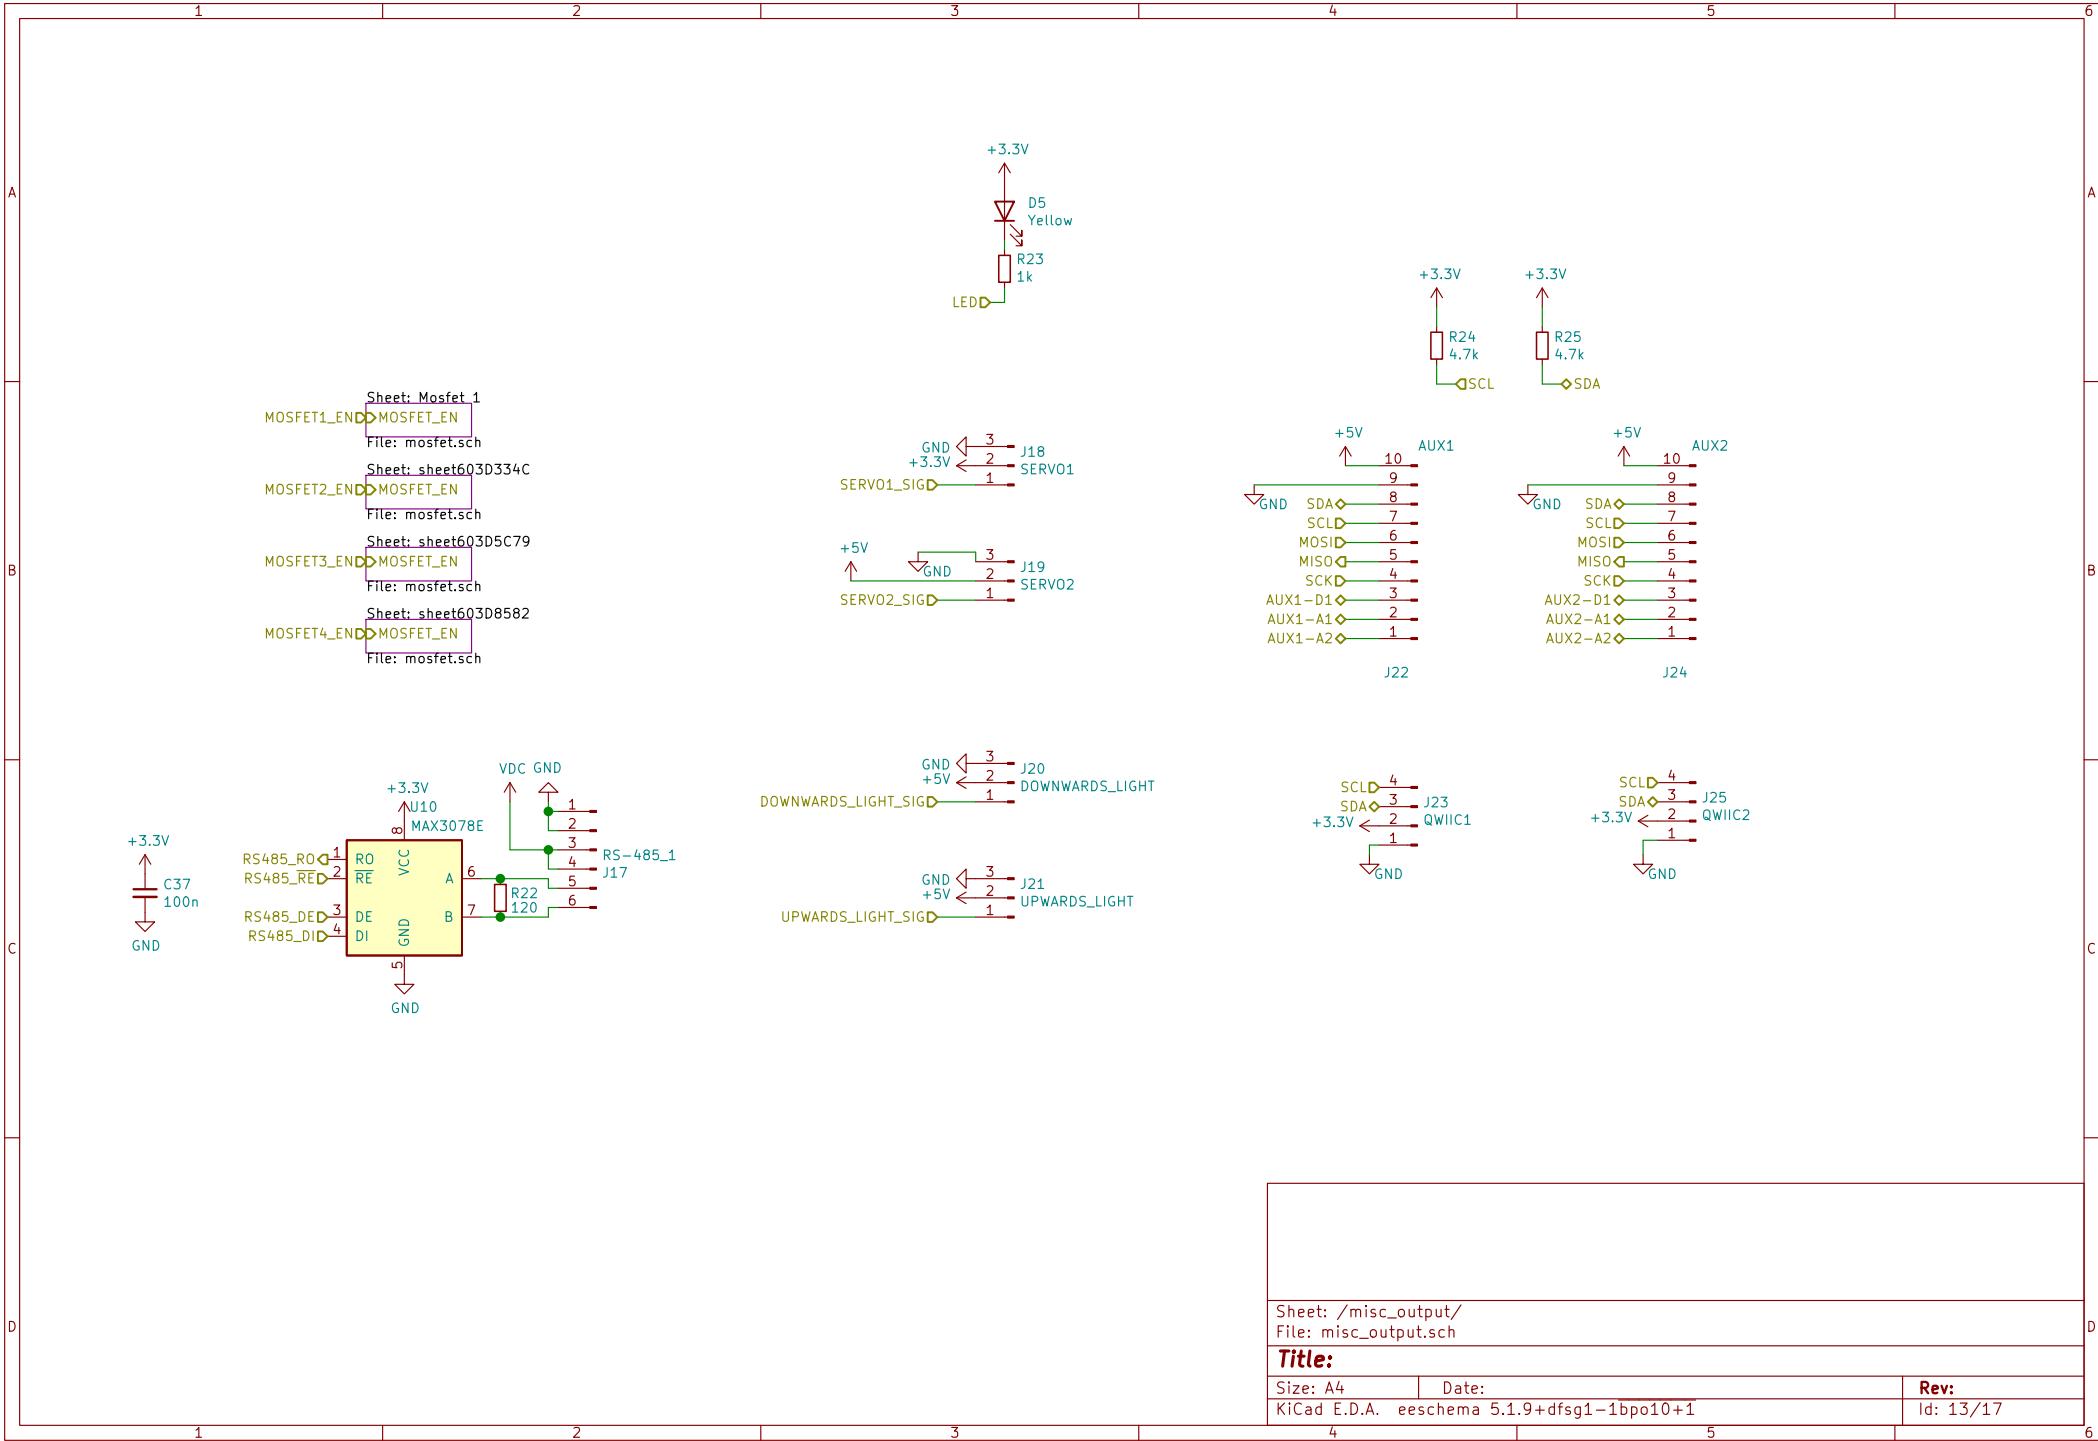 1 2 3 4 5 6
A A
+3.3V
D5
Yellow
R23
1k
LED
+3.3V +3.3V
R24 R25
4.7k 4.7k
SCL SDA
Sheet: Mosfet 1
MOSFET1_EN MOSFET_EN
File: mosfet.sch
Sheet: sheet603D334C
MOSFET2_EN MOSFET_EN
File: mosfet.sch
Sheet: sheet603D5C79
MOSFET3_EN MOSFET_EN
File: mosfet.sch
Sheet: sheet603D8582
MOSFET4_EN MOSFET_EN
File: mosfet.sch
B B
GND 3 J18
+3.3V 2 SERVO1
SERVO1_SIG 1
+5V
GND 3 J19
2 SERVO2
SERVO2_SIG 1
+5V AUX1
10
9
GND SDA 8
SCL 7
MOSI 6
MISO 5
SCK 4
AUX1-D1 3
AUX1-A1 2
AUX1-A2 1
J22
+5V AUX2
10
9
GND SDA 8
SCL 7
MOSI 6
MISO 5
SCK 4
AUX2-D1 3
AUX2-A1 2
AUX2-A2 1
J24
+3.3V
C37
100n
GND
+3.3V
U10
MAX3078E
8 VCC
RS485_RO 1 RO
RS485_RE 2 RE
RS485_DE 3 DE
RS485_DI 4 DI
A 6
B 7
GND 5
GND
R22
120
VDC GND
1
2
3
4
5
6
RS-485_1
J17
GND 3 J20
+5V 2 DOWNWARDS_LIGHT
DOWNWARDS_LIGHT_SIG 1
GND 3 J21
+5V 2 UPWARDS_LIGHT
UPWARDS_LIGHT_SIG 1
SCL 4
SDA 3 J23
+3.3V 2 QWIIC1
1
GND
SCL 4
SDA 3 J25
+3.3V 2 QWIIC2
1
GND
C C
D D
Sheet: /misc_output/
File: misc_output.sch
Title:
Size: A4 Date: Rev:
KiCad E.D.A. eeschema 5.1.9+dfsg1-1bpo10+1 Id: 13/17
1 2 3 4 5 6